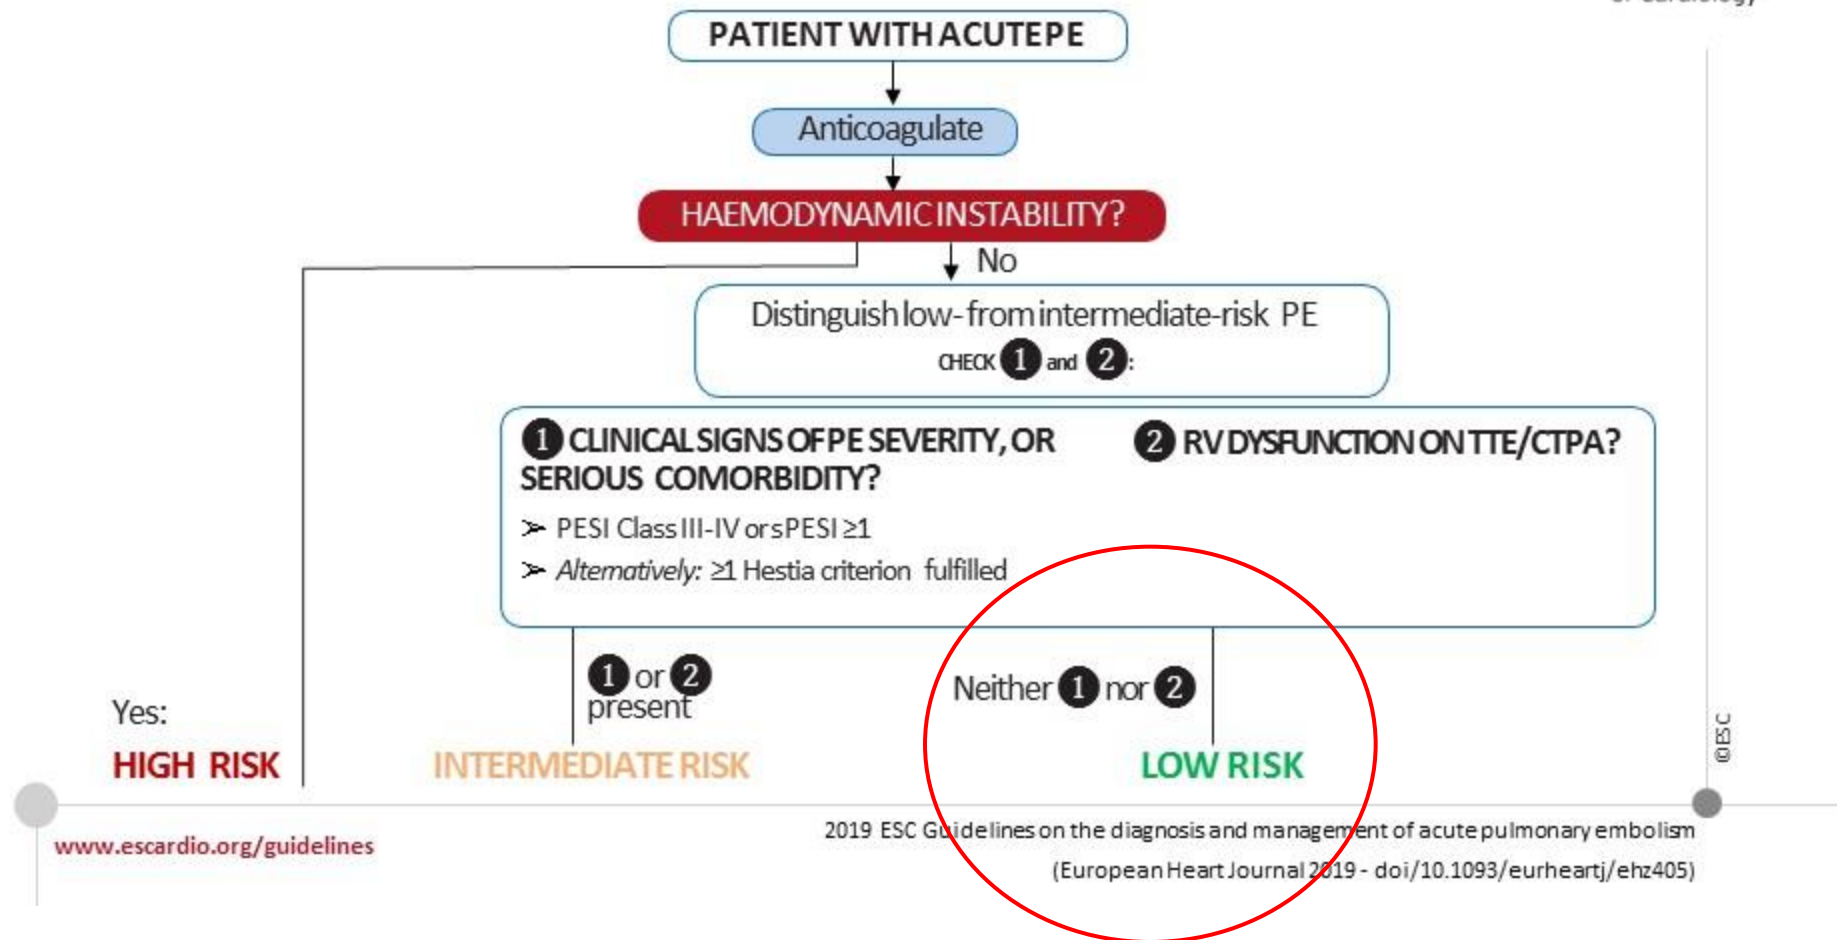 of Cardiology
PATIENT WITH ACUTE PE
Anticoagulate
HAEMODYNAMIC INSTABILITY?
No
Distinguish low- from intermediate-risk PE
CHECK 1 and 2:
1 CLINICAL SIGNS OF PE SEVERITY, OR
SERIOUS COMORBIDITY?
➢ PESI Class III-IV or sPESI ≥1
➢ Alternatively: ≥1 Hestia criterion fulfilled
2 RV DYSFUNCTION ON TTE/CTPA?
1 or 2
present
Neither 1 nor 2
Yes:
HIGH RISK
INTERMEDIATE RISK
LOW RISK
©ESC
www.escardio.org/guidelines
2019 ESC Guidelines on the diagnosis and management of acute pulmonary embolism
(European Heart Journal 2019 - doi/10.1093/eurheartj/ehz405)